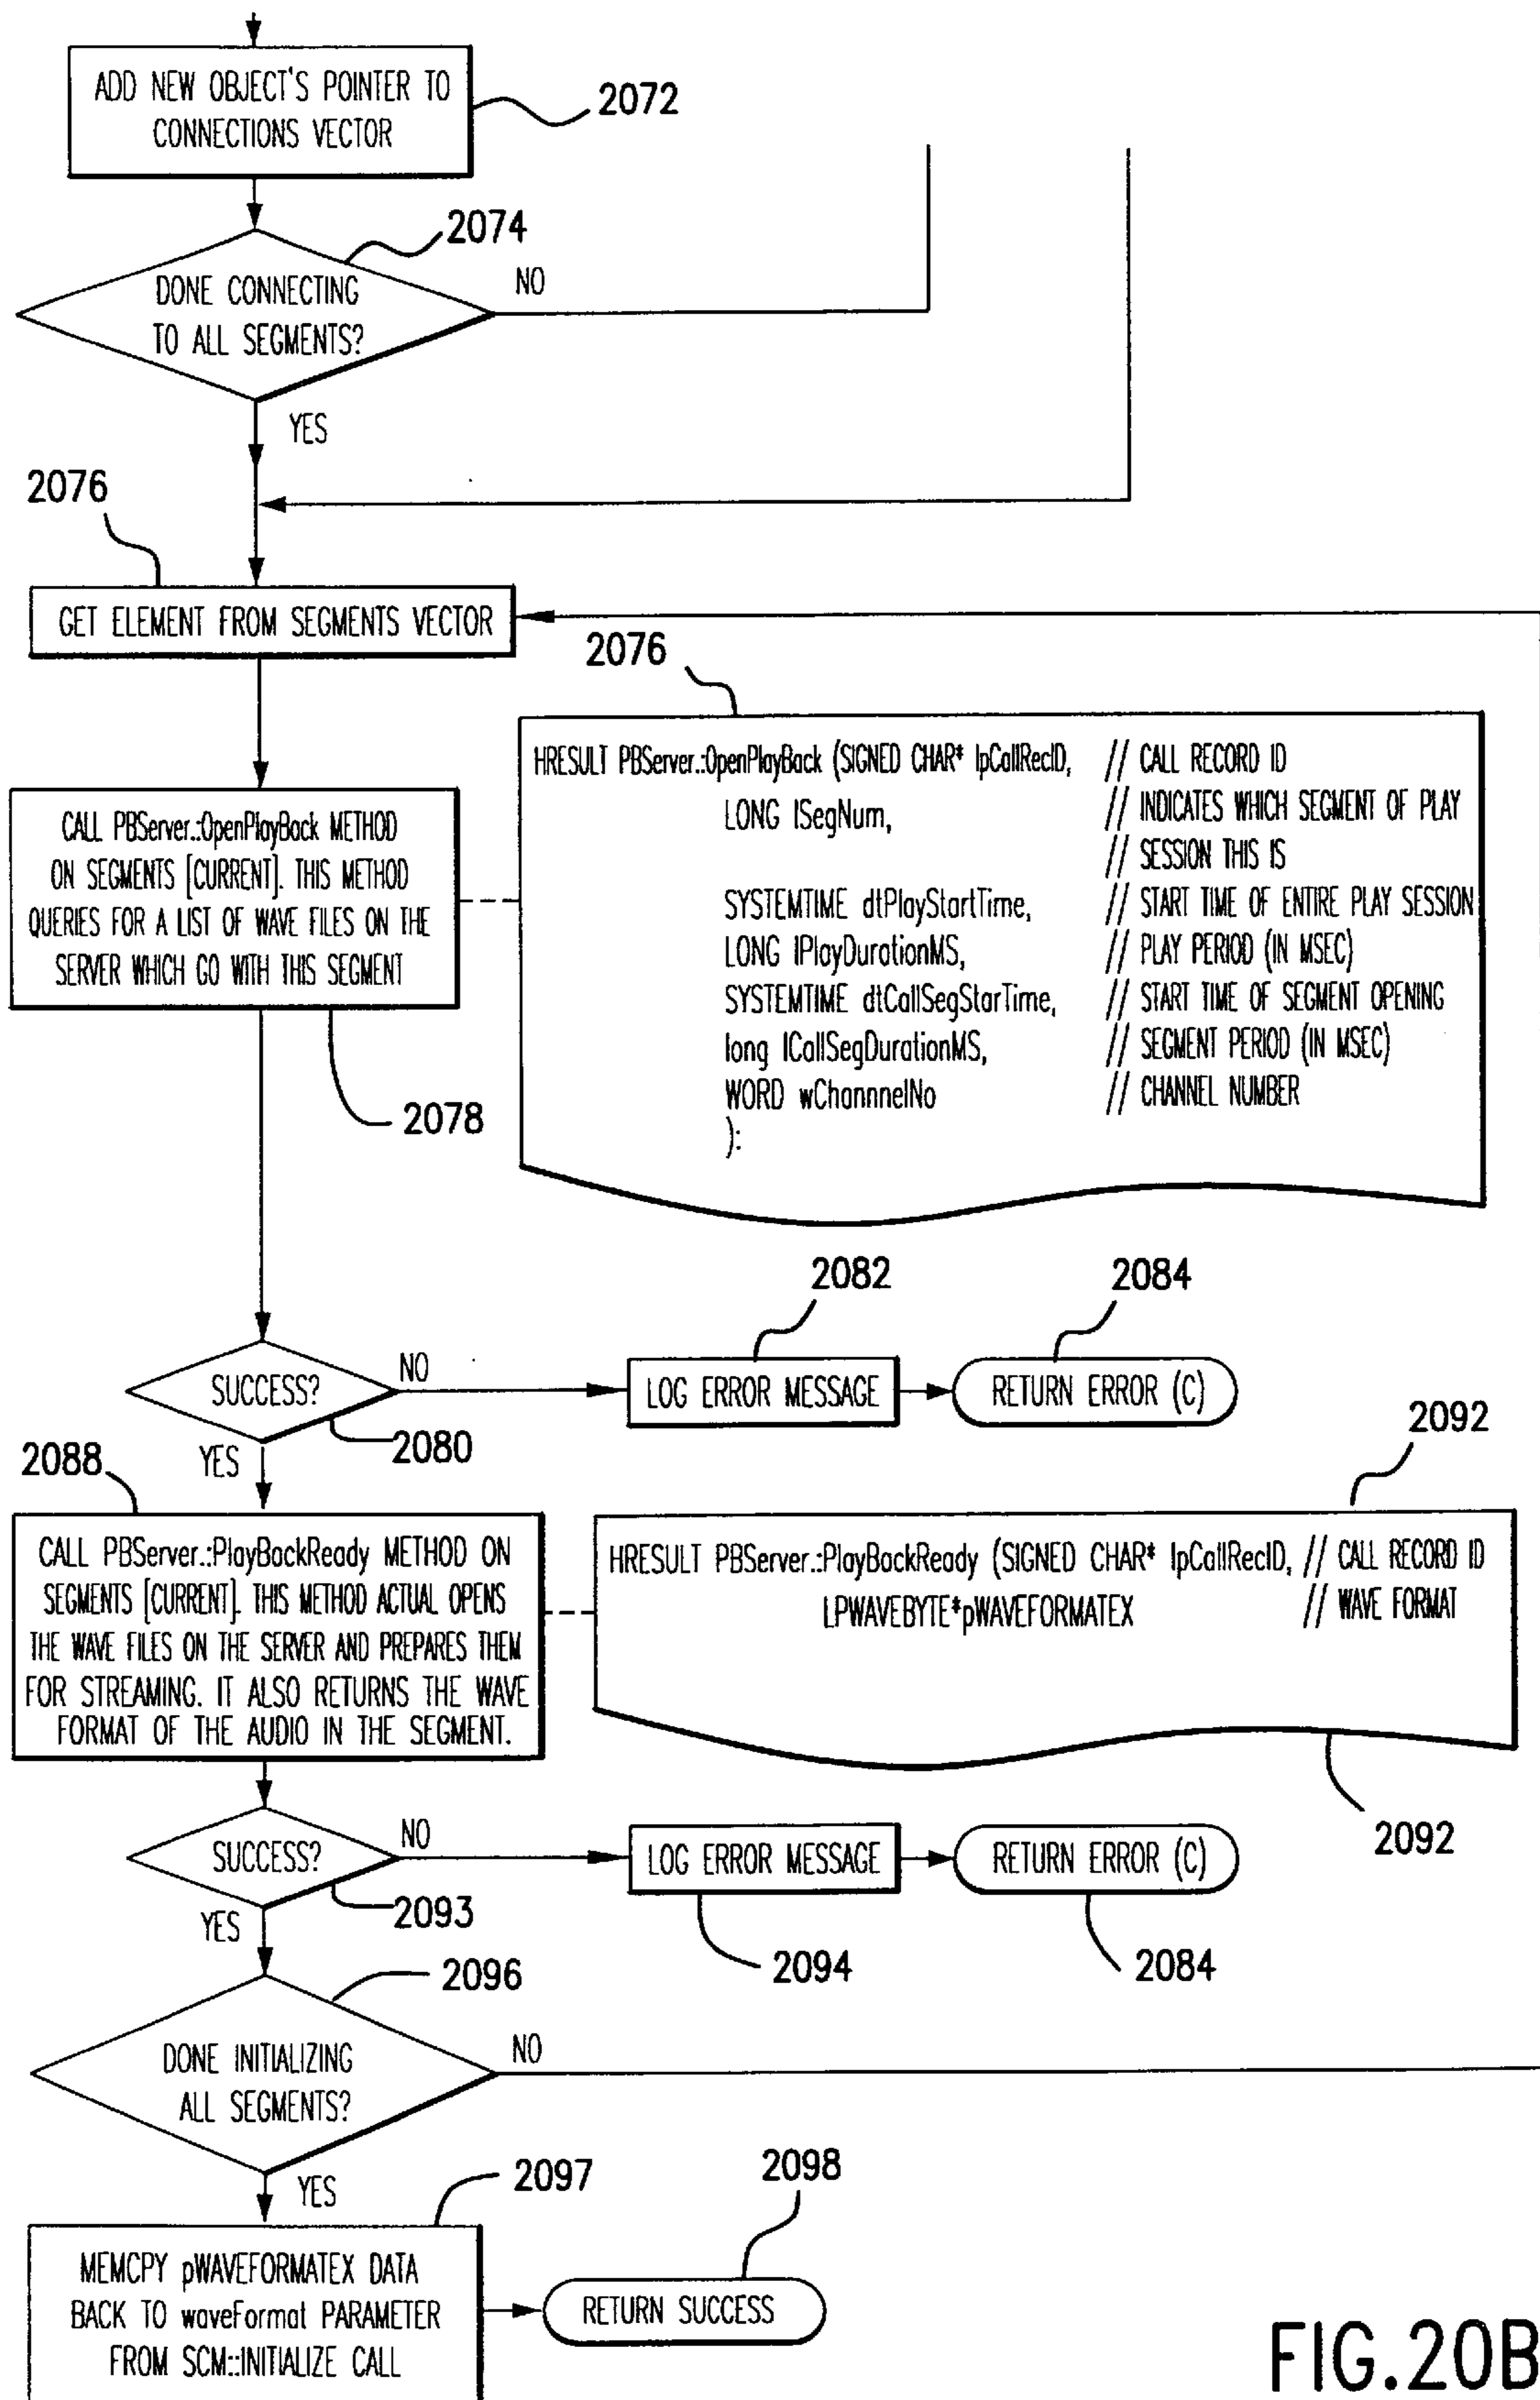 ADD NEW OBJECT'S POINTER TO
CONNECTIONS VECTOR
2072
2074
DONE CONNECTING
TO ALL SEGMENTS?
NO
YES
2076
GET ELEMENT FROM SEGMENTS VECTOR
2076
HRESULT PBServer.:OpenPlayBack (SIGNED CHAR* lpCallRecID, // CALL RECORD ID
LONG lSegNum, // INDICATES WHICH SEGMENT OF PLAY
// SESSION THIS IS
SYSTEMTIME dtPlayStartTime, // START TIME OF ENTIRE PLAY SESSION
LONG lPlayDurationMS, // PLAY PERIOD (IN MSEC)
SYSTEMTIME dtCallSegStarTime, // START TIME OF SEGMENT OPENING
long lCallSegDurationMS, // SEGMENT PERIOD (IN MSEC)
WORD wChannnelNo // CHANNEL NUMBER
):
CALL PBServer.:OpenPlayBack METHOD
ON SEGMENTS [CURRENT]. THIS METHOD
QUERIES FOR A LIST OF WAVE FILES ON THE
SERVER WHICH GO WITH THIS SEGMENT
2078
2082
2084
SUCCESS?
NO
LOG ERROR MESSAGE
RETURN ERROR (C)
2080
YES
2088
2092
CALL PBServer.:PlayBackReady METHOD ON
SEGMENTS [CURRENT]. THIS METHOD ACTUAL OPENS
THE WAVE FILES ON THE SERVER AND PREPARES THEM
FOR STREAMING. IT ALSO RETURNS THE WAVE
FORMAT OF THE AUDIO IN THE SEGMENT.
HRESULT PBServer.:PlayBackReady (SIGNED CHAR* lpCallRecID, // CALL RECORD ID
LPWAVEBYTE*pWAVEFORMATEX // WAVE FORMAT
2092
SUCCESS?
NO
LOG ERROR MESSAGE
RETURN ERROR (C)
2093
YES
2094
2084
2096
DONE INITIALIZING
ALL SEGMENTS?
NO
YES
2097
2098
MEMCPY pWAVEFORMATEX DATA
BACK TO waveFormat PARAMETER
FROM SCM::INITIALIZE CALL
RETURN SUCCESS
FIG.20B